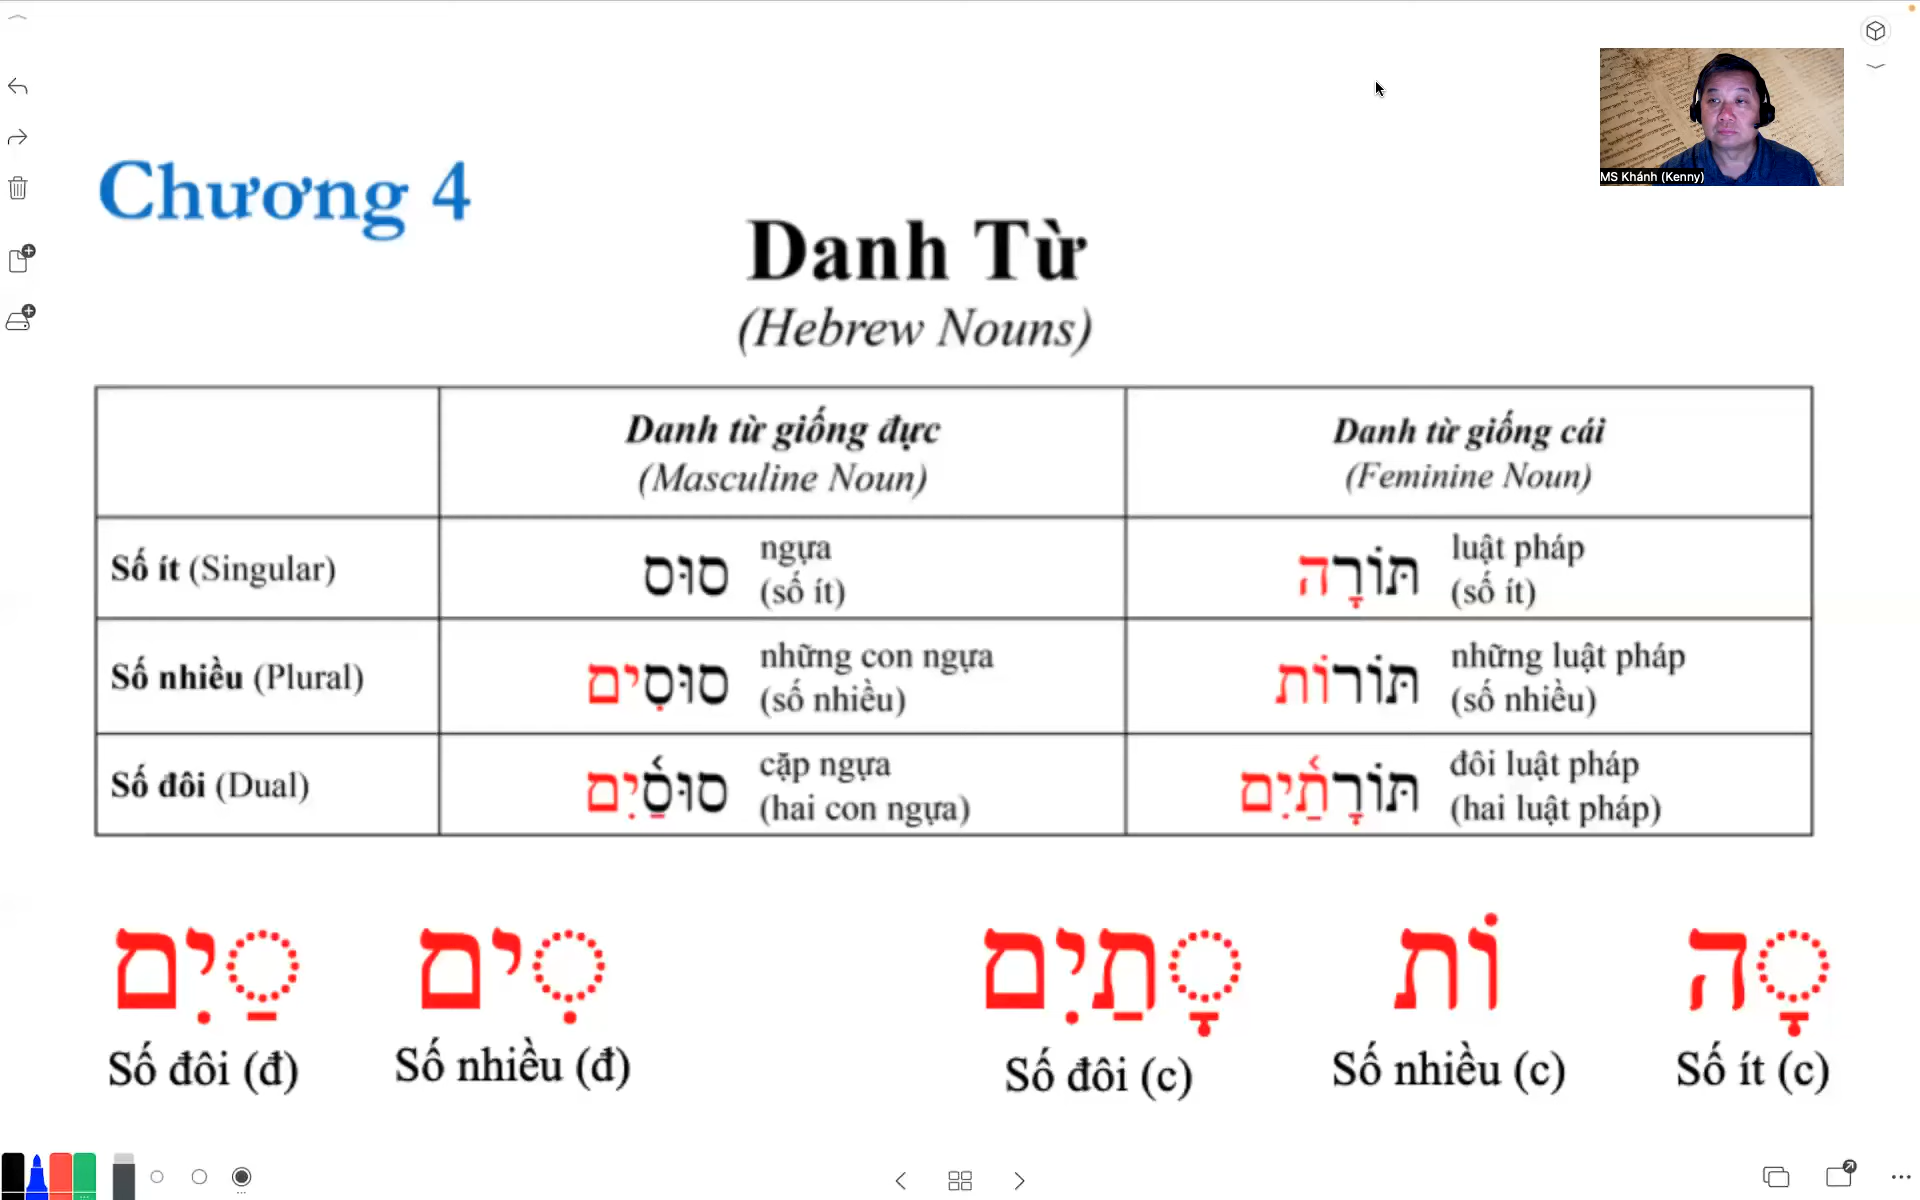 MS Khánh (Kenny)
Chương 4
Danh Từ
(Hebrew Nouns)
Danh từ giống đực
(Masculine Noun)
Danh từ giống cái
(Feminine Noun)
Số ít (Singular)
סוּס
ngựa
(số ít)
תּוֹרָה
luật pháp
(số ít)
Số nhiều (Plural)
סוּסִים
những con ngựa
(số nhiều)
תּוֹרוֹת
những luật pháp
(số nhiều)
Số đôi (Dual)
סוּסַ֫יִם
cặp ngựa
(hai con ngựa)
תּוֹרָתַ֫יִם
đôi luật pháp
(hai luật pháp)
◌ַיִם
Số đôi (đ)
◌ִים
Số nhiều (đ)
◌ָתַיִם
Số đôi (c)
וֹת
Số nhiều (c)
◌ָה
Số ít (c)